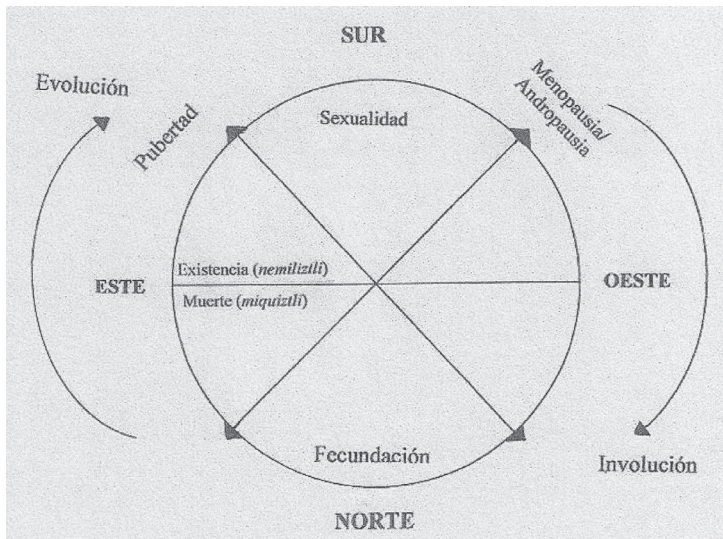 SUR
Evolución
Pubertad
Sexualidad
Menopausia/
Andropausia
ESTE
Existencia (nemiliztli)
Muerte (miquiztli)
OESTE
Fecundación
Involución
NORTE